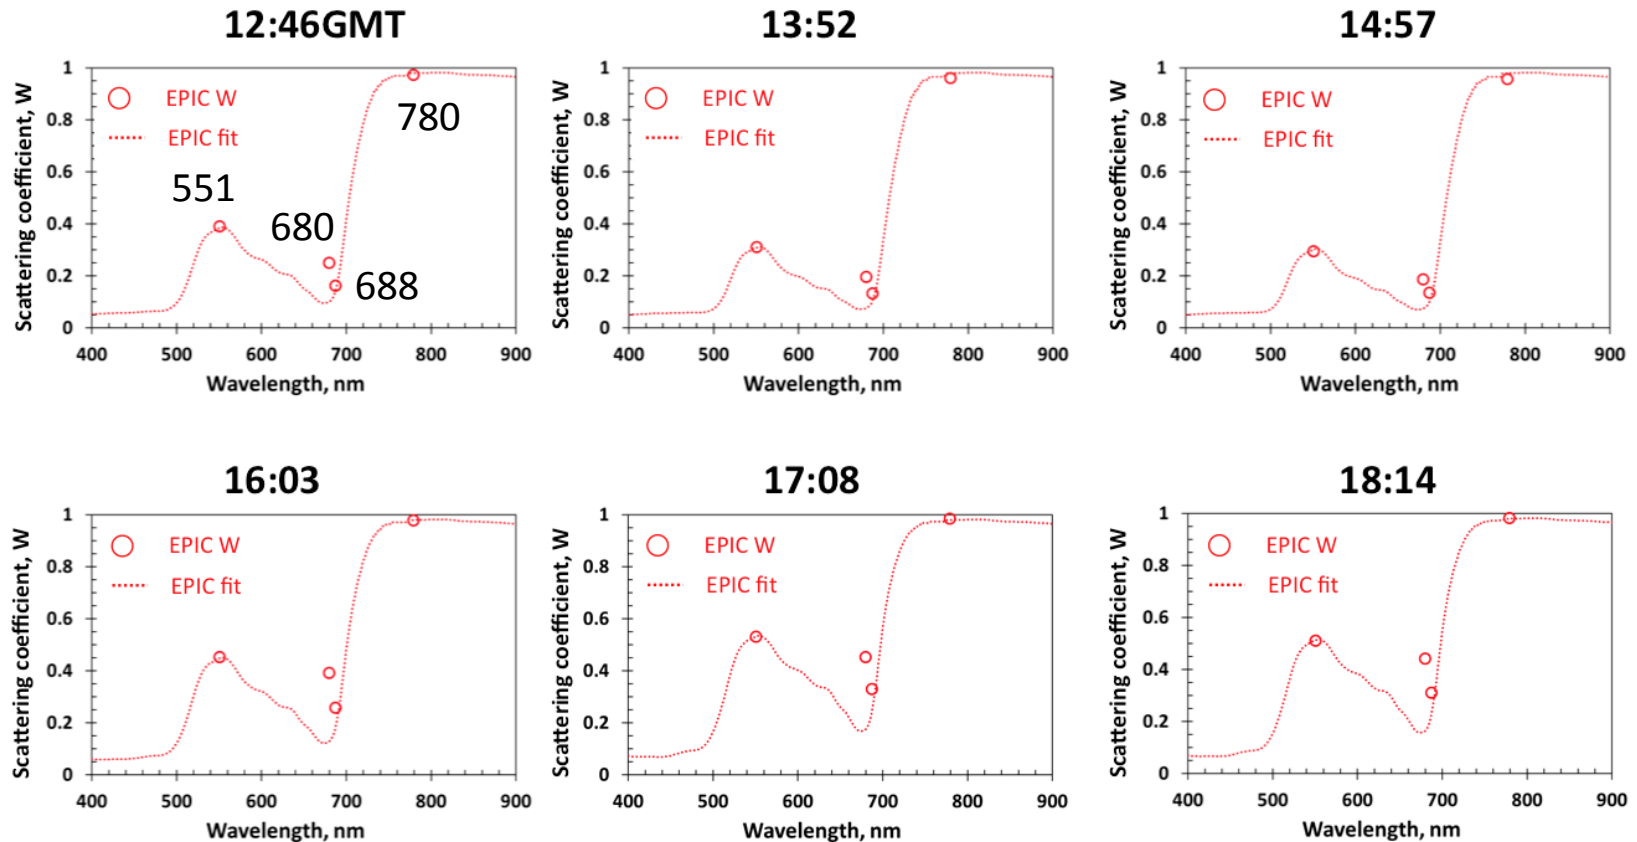 12:46GMT
Scattering coefficient, W
1
0.8
0.6
0.4
0.2
0
EPIC W
EPIC fit
780
551
680
688
400 500 600 700 800 900
Wavelength, nm
13:52
Scattering coefficient, W
1
0.8
0.6
0.4
0.2
0
EPIC W
EPIC fit
400 500 600 700 800 900
Wavelength, nm
14:57
Scattering coefficient, W
1
0.8
0.6
0.4
0.2
0
EPIC W
EPIC fit
400 500 600 700 800 900
Wavelength, nm
16:03
Scattering coefficient, W
1
0.8
0.6
0.4
0.2
0
EPIC W
EPIC fit
400 500 600 700 800 900
Wavelength, nm
17:08
Scattering coefficient, W
1
0.8
0.6
0.4
0.2
0
EPIC W
EPIC fit
400 500 600 700 800 900
Wavelength, nm
18:14
Scattering coefficient, W
1
0.8
0.6
0.4
0.2
0
EPIC W
EPIC fit
400 500 600 700 800 900
Wavelength, nm